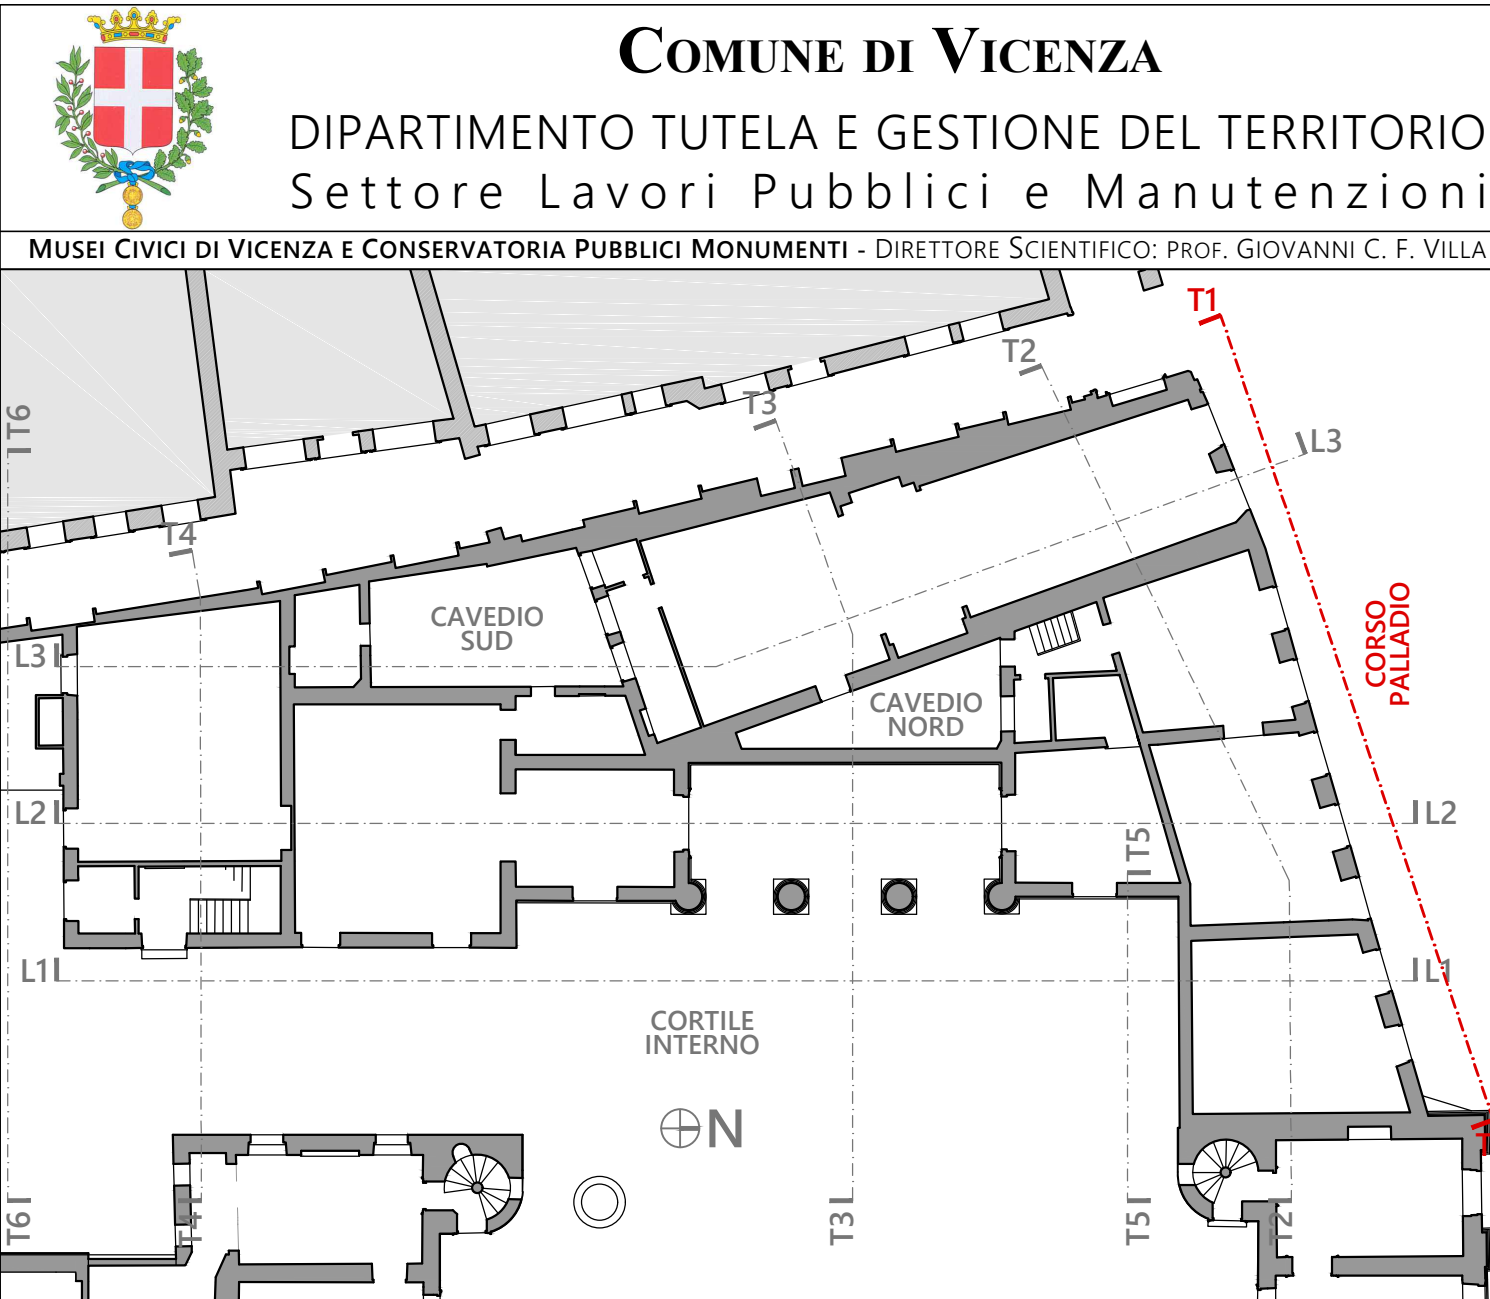 COMUNE DI VICENZA
DIPARTIMENTO TUTELA E GESTIONE DEL TERRITORIO
Settore Lavori Pubblici e Manutenzioni
MUSEI CIVICI DI VICENZA E CONSERVATORIA PUBBLICI MONUMENTI - DIRETTORE SCIENTIFICO: PROF. GIOVANNI C. F. VILLA
T1
T2
T3
T6
L3
T4
CAVEDIO
SUD
CORSO
PALLADIO
L3
CAVEDIO
NORD
L2
L2
T5
L1
L1
CORTILE
INTERNO
N
T6
T4
T3
T5
T2